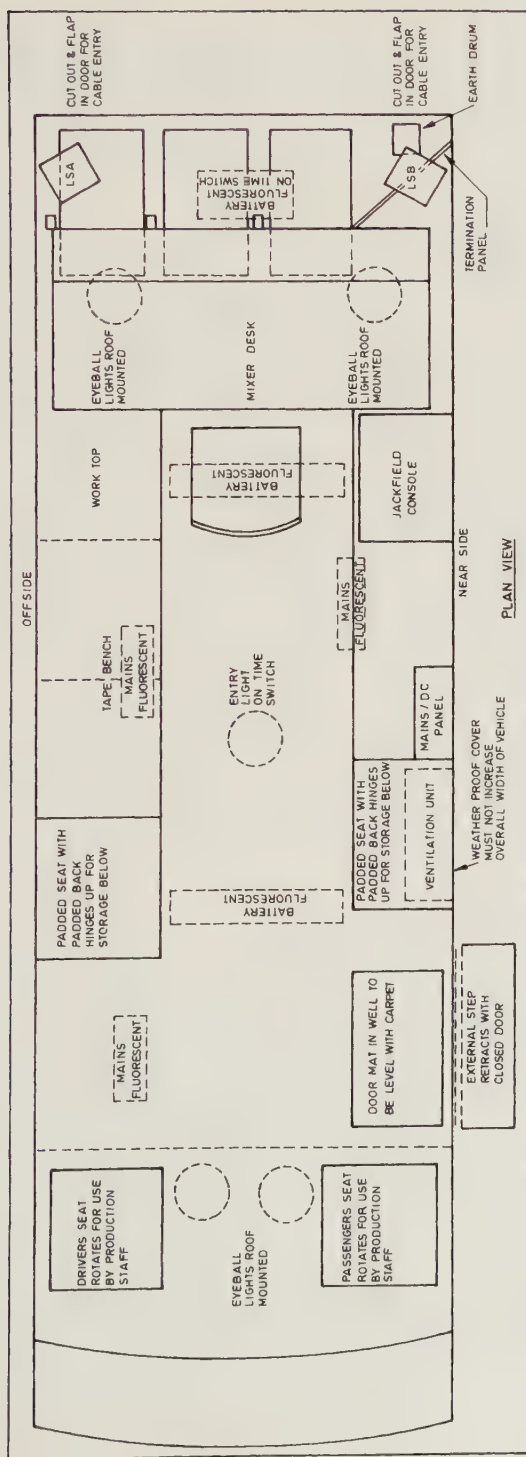 OFFSIDE
DRIVERS SEAT
ROTATES FOR USE
BY PRODUCTION
STAFF
EYEBALL
LIGHTS ROOF
MOUNTED
PASSENGERS SEAT
ROTATES FOR USE
BY PRODUCTION
STAFF
MAINS
FLUORESCENT
DOOR MAT IN WELL TO
BE LEVEL WITH CARPET
EXTERNAL STEP
RETRACTS WITH
CLOSED DOOR
PADDED SEAT WITH
PADDED BACK
HINGES UP FOR
STORAGE BELOW
BATTERY
FLUORESCENT
PADDED SEAT WITH
PADDED BACK HINGES
UP FOR STORAGE BELOW
VENTILATION UNIT
WEATHER PROOF COVER
MUST NOT INCREASE
OVERALL WIDTH OF VEHICLE
TAPE BENCH
MAINS
FLUORESCENT
ENTRY
LIGHT
ON TIME
SWITCH
MAINS / DC
PANEL
MAINS
FLUORESCENT
WORK TOP
BATTERY
FLUORESCENT
JACKFIELD
CONSOLE
NEAR SIDE
PLAN VIEW
EYEBALL
LIGHTS ROOF
MOUNTED
MIXER DESK
EYEBALL
LIGHTS ROOF
MOUNTED
LSA
BATTERY
FLUORESCENT
ON TIME SWITCH
LSB
TERMINATION
PANEL
CUT OUT & FLAP
IN DOOR FOR
CABLE ENTRY
CUT OUT & FLAP
IN DOOR FOR
CABLE ENTRY
EARTH DRUM